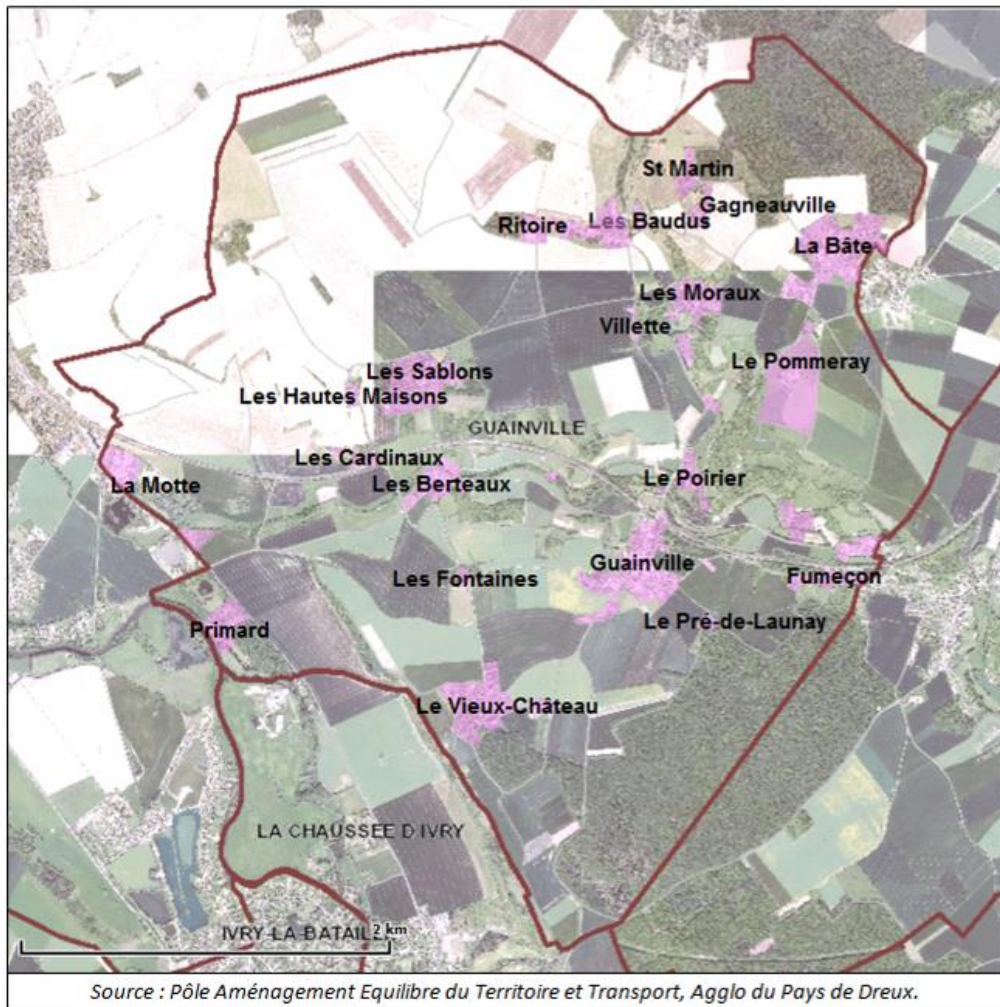 St Martin
Gagneauville
Ritoire
Les Baudus
La Bâte
Les Moraux
Villette
Le Pommeray
Les Sablons
Les Hautes Maisons
GUAINVILLE
Les Cardinaux
La Motte
Les Berteaux
Le Poirier
Guainville
Les Fontaines
Fumeçon
Primard
Le Pré-de-Launay
Le Vieux-Château
LA CHAUSSEE D'IVRY
IVRY-LA-BATAIL
2 km
Source : Pôle Aménagement Equilibre du Territoire et Transport, Agglo du Pays de Dreux.